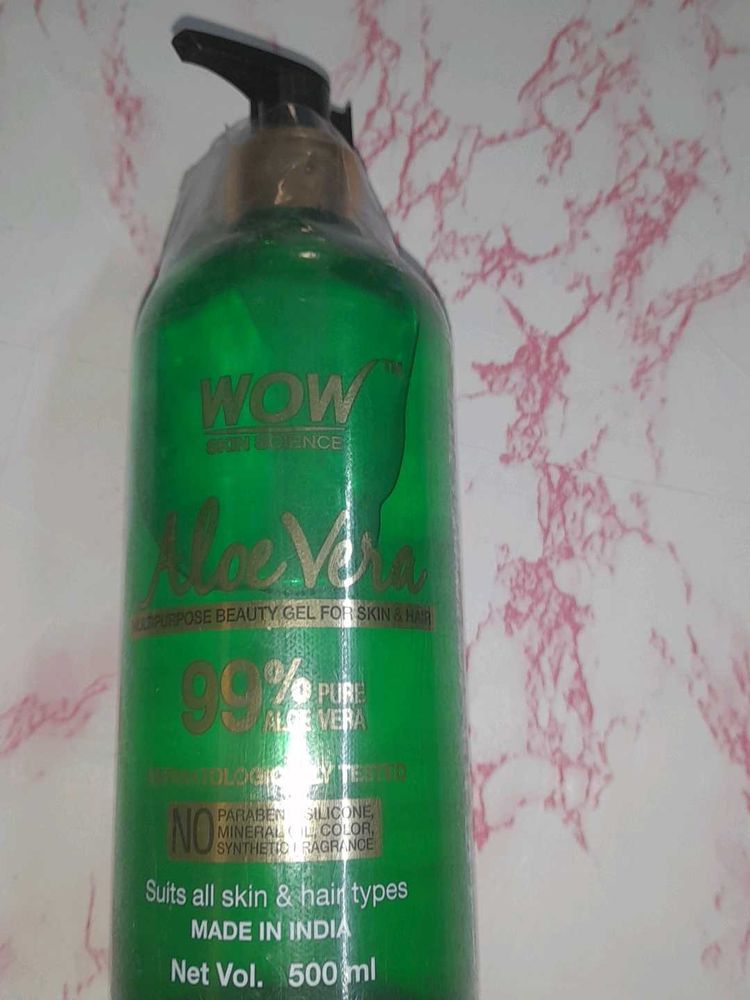 WOW™
SKIN SCIENCE
Aloe Vera
MULTIPURPOSE BEAUTY GEL FOR SKIN & HAIR
99% PURE
ALOE VERA
DERMATOLOGICALLY TESTED
NO PARABEN, SILICONE,
MINERAL OIL, COLOR,
SYNTHETIC FRAGRANCE
Suits all skin & hair types
MADE IN INDIA
Net Vol. 500 ml